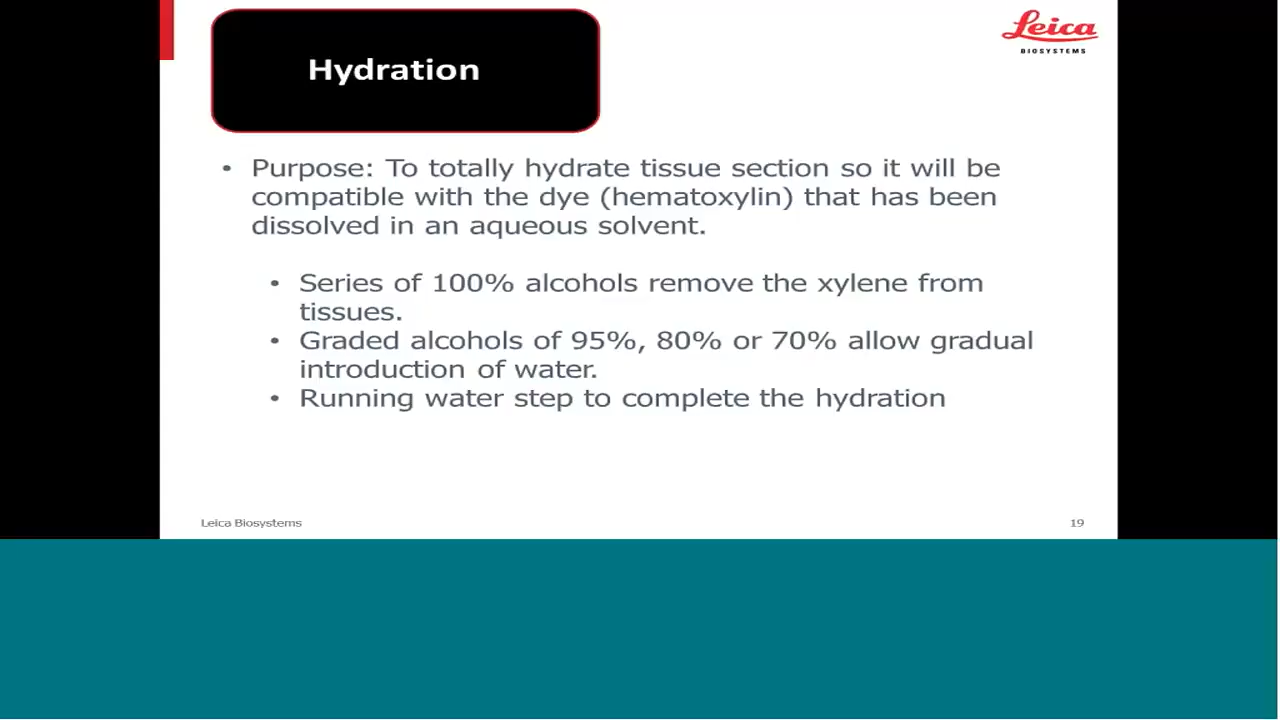 Hydration
Leica
BIOSYSTEMS
• Purpose: To totally hydrate tissue section so it will be
compatible with the dye (hematoxylin) that has been
dissolved in an aqueous solvent.
• Series of 100% alcohols remove the xylene from
tissues.
• Graded alcohols of 95%, 80% or 70% allow gradual
introduction of water.
• Running water step to complete the hydration
Leica Biosystems
19